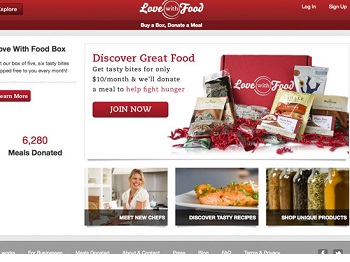 Explore
Love with Food
Log In
Sign Up
Buy a Box, Donate a Meal
ove With Food Box
t our box of five, six tasty bites
pped free to you every month!
earn More
6,280
Meals Donated
Discover Great Food
Get tasty bites for only
$10/month & we'll donate
a meal to help fight hunger
JOIN NOW
Love with Food
MEET NEW CHEFS
DISCOVER TASTY RECIPES
SHOP UNIQUE PRODUCTS
works
For Businesses
Meals Donated
About & Contact
Press
Blog
FAQ
Terms & Privacy